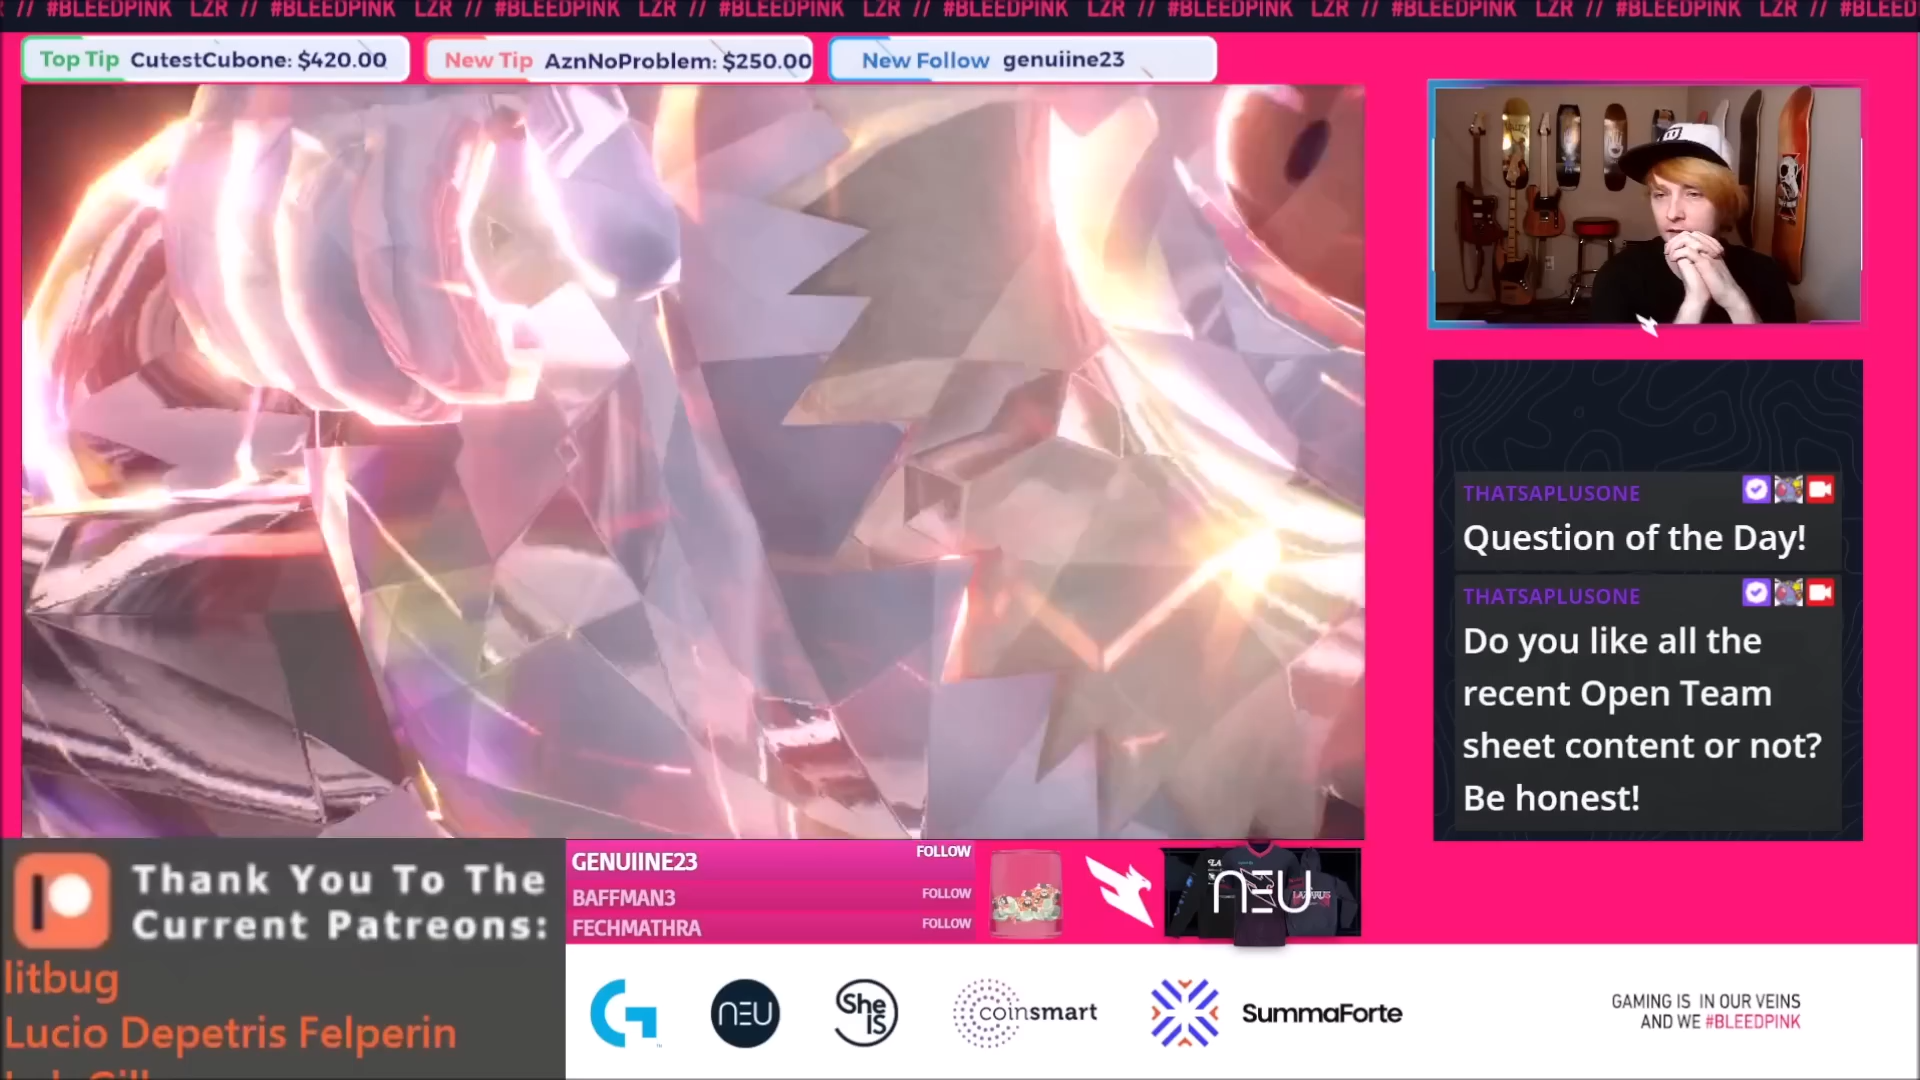 // #BLEEDPINK LZR // #BLEEDPINK LZR // #BLEEDPINK LZR // #BLEEDPINK LZR // #BLEEDPINK LZR // #BLEEDPINK LZR // #BLEEDPINK LZR // #BLEEDPINK LZR // #BLEED
Top Tip CutestCubone: $420.00
New Tip AznNoProblem: $250.00
New Follow genuiine23
THATSAPLUSONE
Question of the Day!
THATSAPLUSONE
Do you like all the
recent Open Team
sheet content or not?
Be honest!
Thank You To The
Current Patreons:
litbug
Lucio Depetris Felperin
GENUIINE23 FOLLOW
BAFFMAN3 FOLLOW
FECHMATHRA FOLLOW
NEU
G
NEU
She
IS
coinsmart
SummaForte
GAMING IS IN OUR VEINS
AND WE #BLEEDPINK